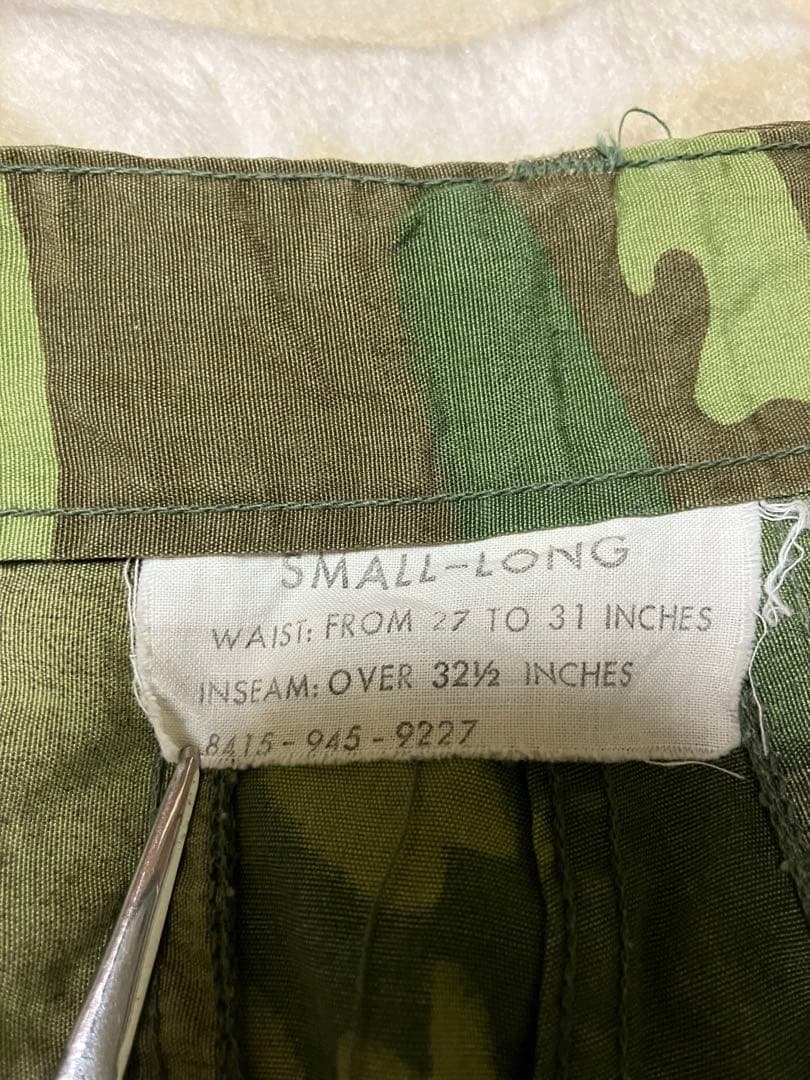 SMALL-LONG
WAIST: FROM 27 TO 31 INCHES
INSEAM: OVER 32½ INCHES
8415-945-9227